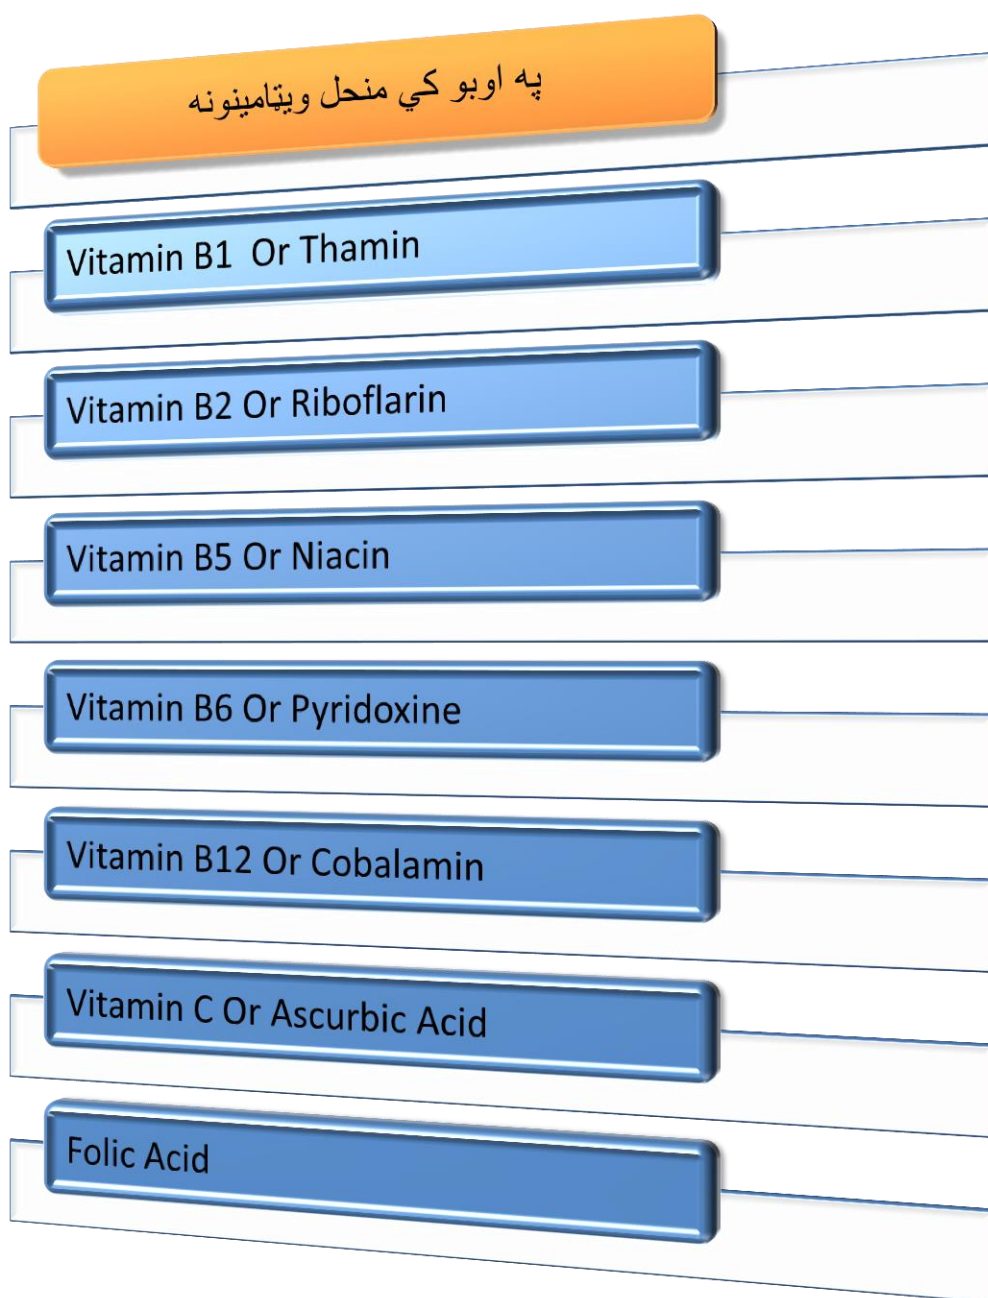 په اوبو کي منحل ویټامینونه
Vitamin B1 Or Thamin
Vitamin B2 Or Riboflarin
Vitamin B5 Or Niacin
Vitamin B6 Or Pyridoxine
Vitamin B12 Or Cobalamin
Vitamin C Or Ascurbic Acid
Folic Acid